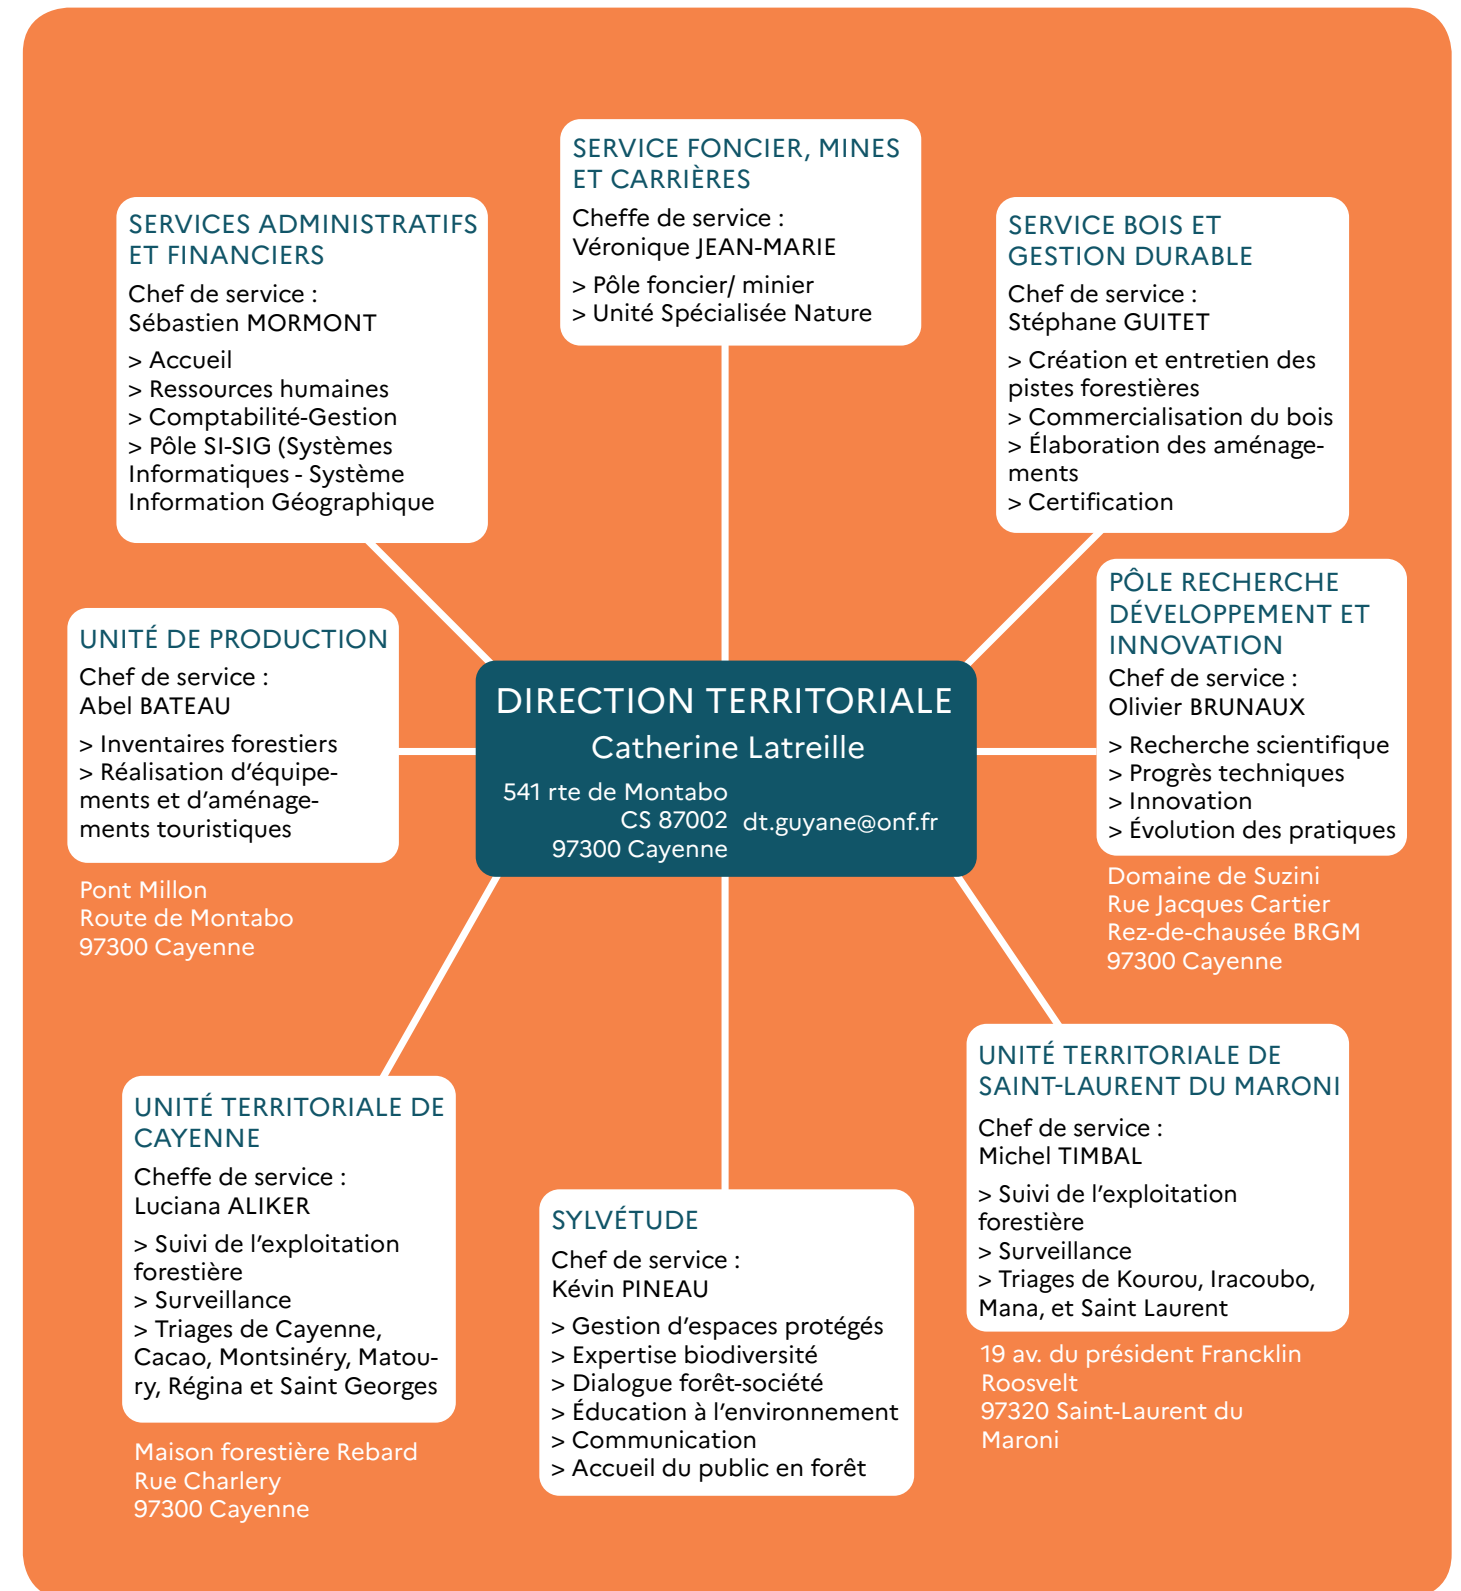 SERVICE FONCIER, MINES
ET CARRIÈRES
Cheffe de service :
Véronique JEAN-MARIE
> Pôle foncier/ minier
> Unité Spécialisée Nature
SERVICES ADMINISTRATIFS
ET FINANCIERS
Chef de service :
Sébastien MORMONT
> Accueil
> Ressources humaines
> Comptabilité-Gestion
> Pôle SI-SIG (Systèmes
Informatiques - Système
Information Géographique
SERVICE BOIS ET
GESTION DURABLE
Chef de service :
Stéphane GUITET
> Création et entretien des
pistes forestières
> Commercialisation du bois
> Élaboration des aménage-
ments
> Certification
UNITÉ DE PRODUCTION
Chef de service :
Abel BATEAU
> Inventaires forestiers
> Réalisation d'équipe-
ments et d'aménage-
ments touristiques
Pont Millon
Route de Montabo
97300 Cayenne
DIRECTION TERRITORIALE
Catherine Latreille
541 rte de Montabo
CS 87002
97300 Cayenne
dt.guyane@onf.fr
PÔLE RECHERCHE
DÉVELOPPEMENT ET
INNOVATION
Chef de service :
Olivier BRUNAUX
> Recherche scientifique
> Progrès techniques
> Innovation
> Évolution des pratiques
Domaine de Suzini
Rue Jacques Cartier
Rez-de-chausée BRGM
97300 Cayenne
UNITÉ TERRITORIALE DE
CAYENNE
Cheffe de service :
Luciana ALIKER
> Suivi de l'exploitation
forestière
> Surveillance
> Triages de Cayenne,
Cacao, Montsinéry, Matou-
ry, Régina et Saint Georges
Maison forestière Rebard
Rue Charlery
97300 Cayenne
SYLVÉTUDE
Chef de service :
Kévin PINEAU
> Gestion d'espaces protégés
> Expertise biodiversité
> Dialogue forêt-société
> Éducation à l'environnement
> Communication
> Accueil du public en forêt
UNITÉ TERRITORIALE DE
SAINT-LAURENT DU MARONI
Chef de service :
Michel TIMBAL
> Suivi de l'exploitation
forestière
> Surveillance
> Triages de Kourou, Iracoubo,
Mana, et Saint Laurent
19 av. du président Francklin
Roosvelt
97320 Saint-Laurent du
Maroni